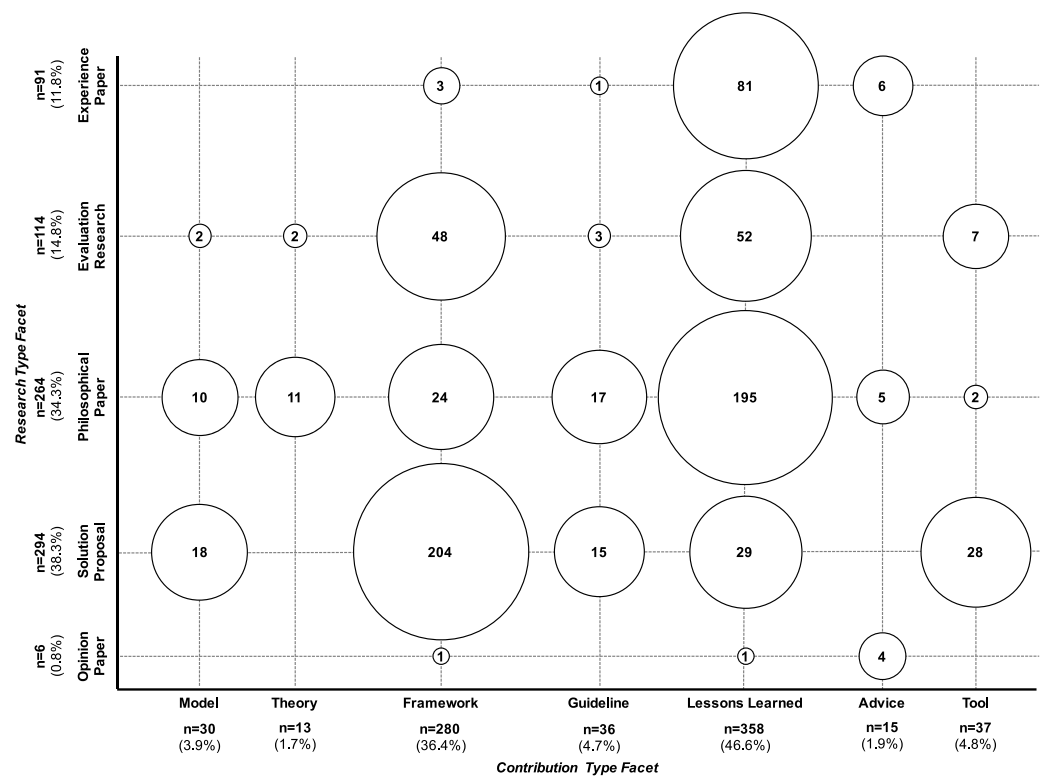 Research Type Facet
n=91
(11.8%)
Experience
Paper
3
1
81
6
n=114
(14.8%)
Evaluation
Research
2
2
48
3
52
7
n=264
(34.3%)
Philosophical
Paper
10
11
24
17
195
5
2
n=294
(38.3%)
Solution
Proposal
18
204
15
29
28
n=6
(0.8%)
Opinion
Paper
1
1
4
Model
n=30
(3.9%)
Theory
n=13
(1.7%)
Framework
n=280
(36.4%)
Guideline
n=36
(4.7%)
Lessons Learned
n=358
(46.6%)
Advice
n=15
(1.9%)
Tool
n=37
(4.8%)
Contribution Type Facet